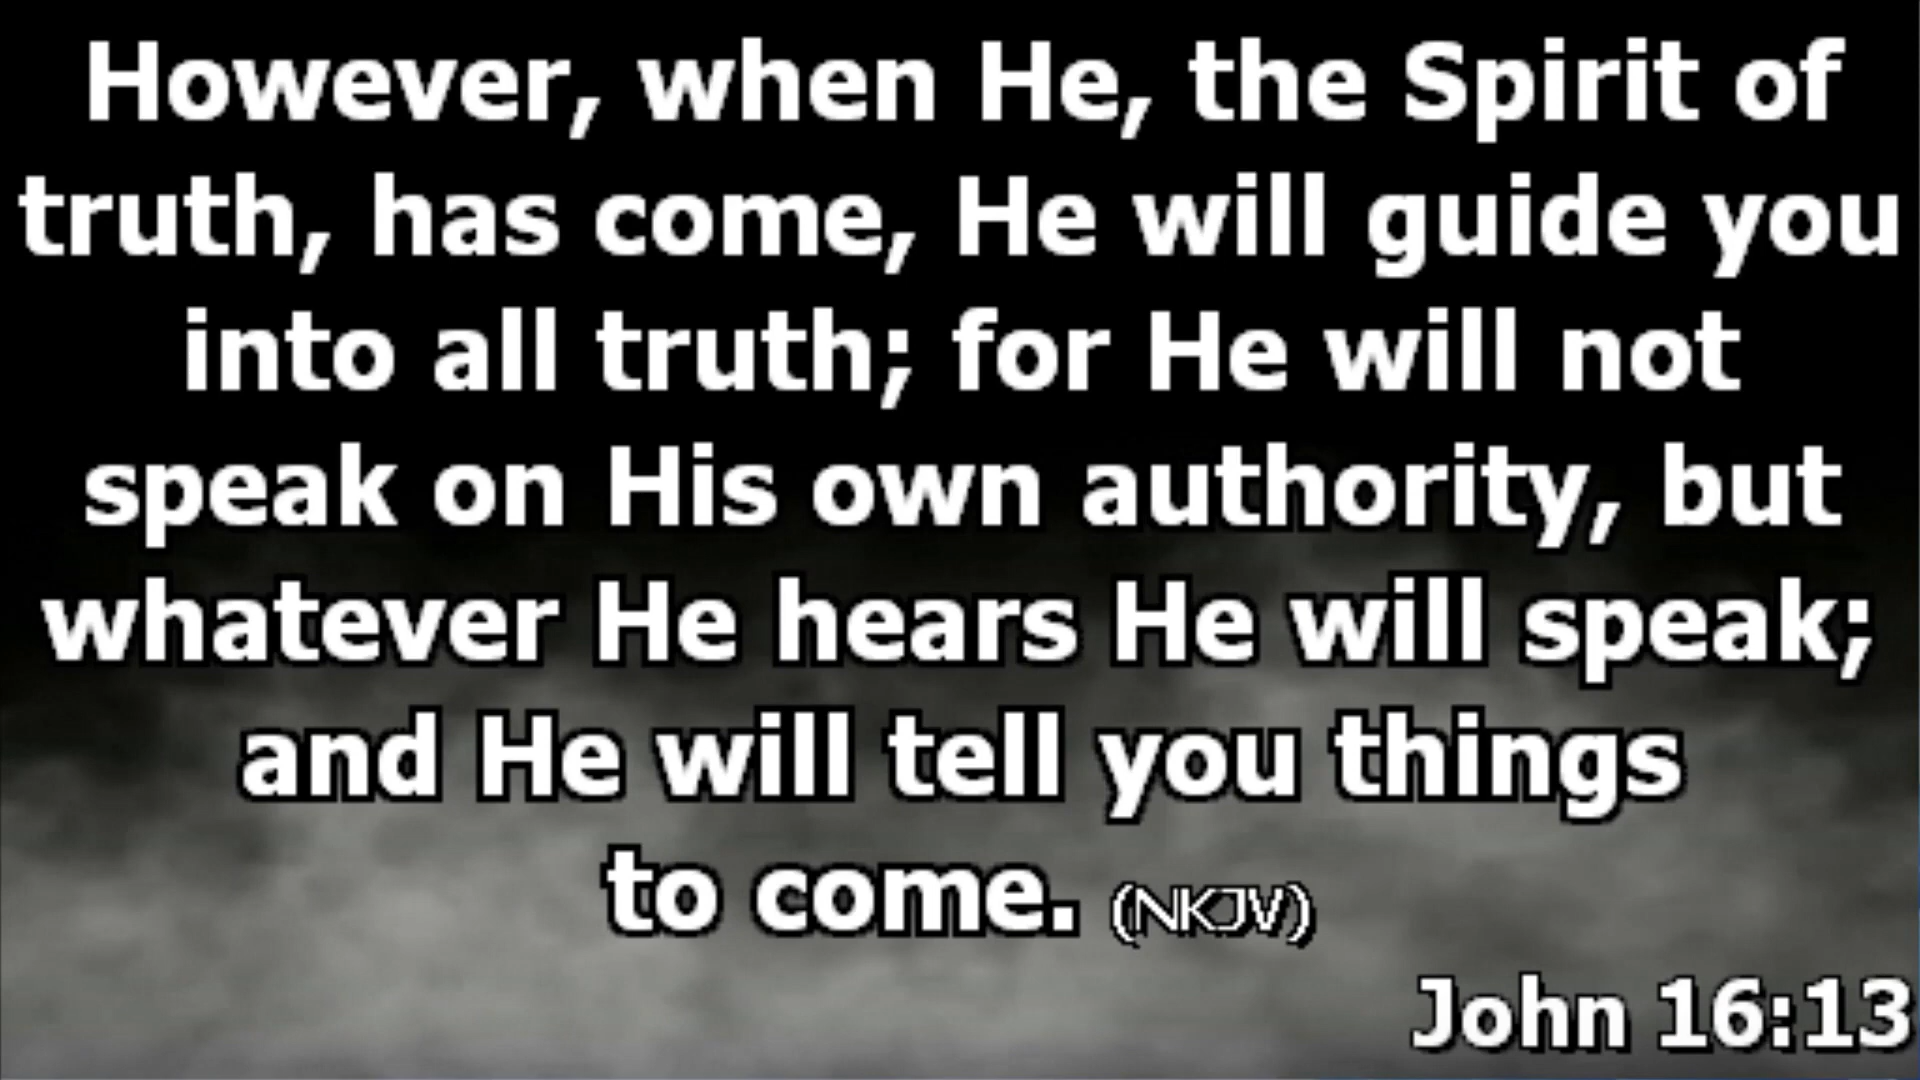 However, when He, the Spirit of
truth, has come, He will guide you
into all truth; for He will not
speak on His own authority, but
whatever He hears He will speak;
and He will tell you things
to come. (NKJV)
John 16:13